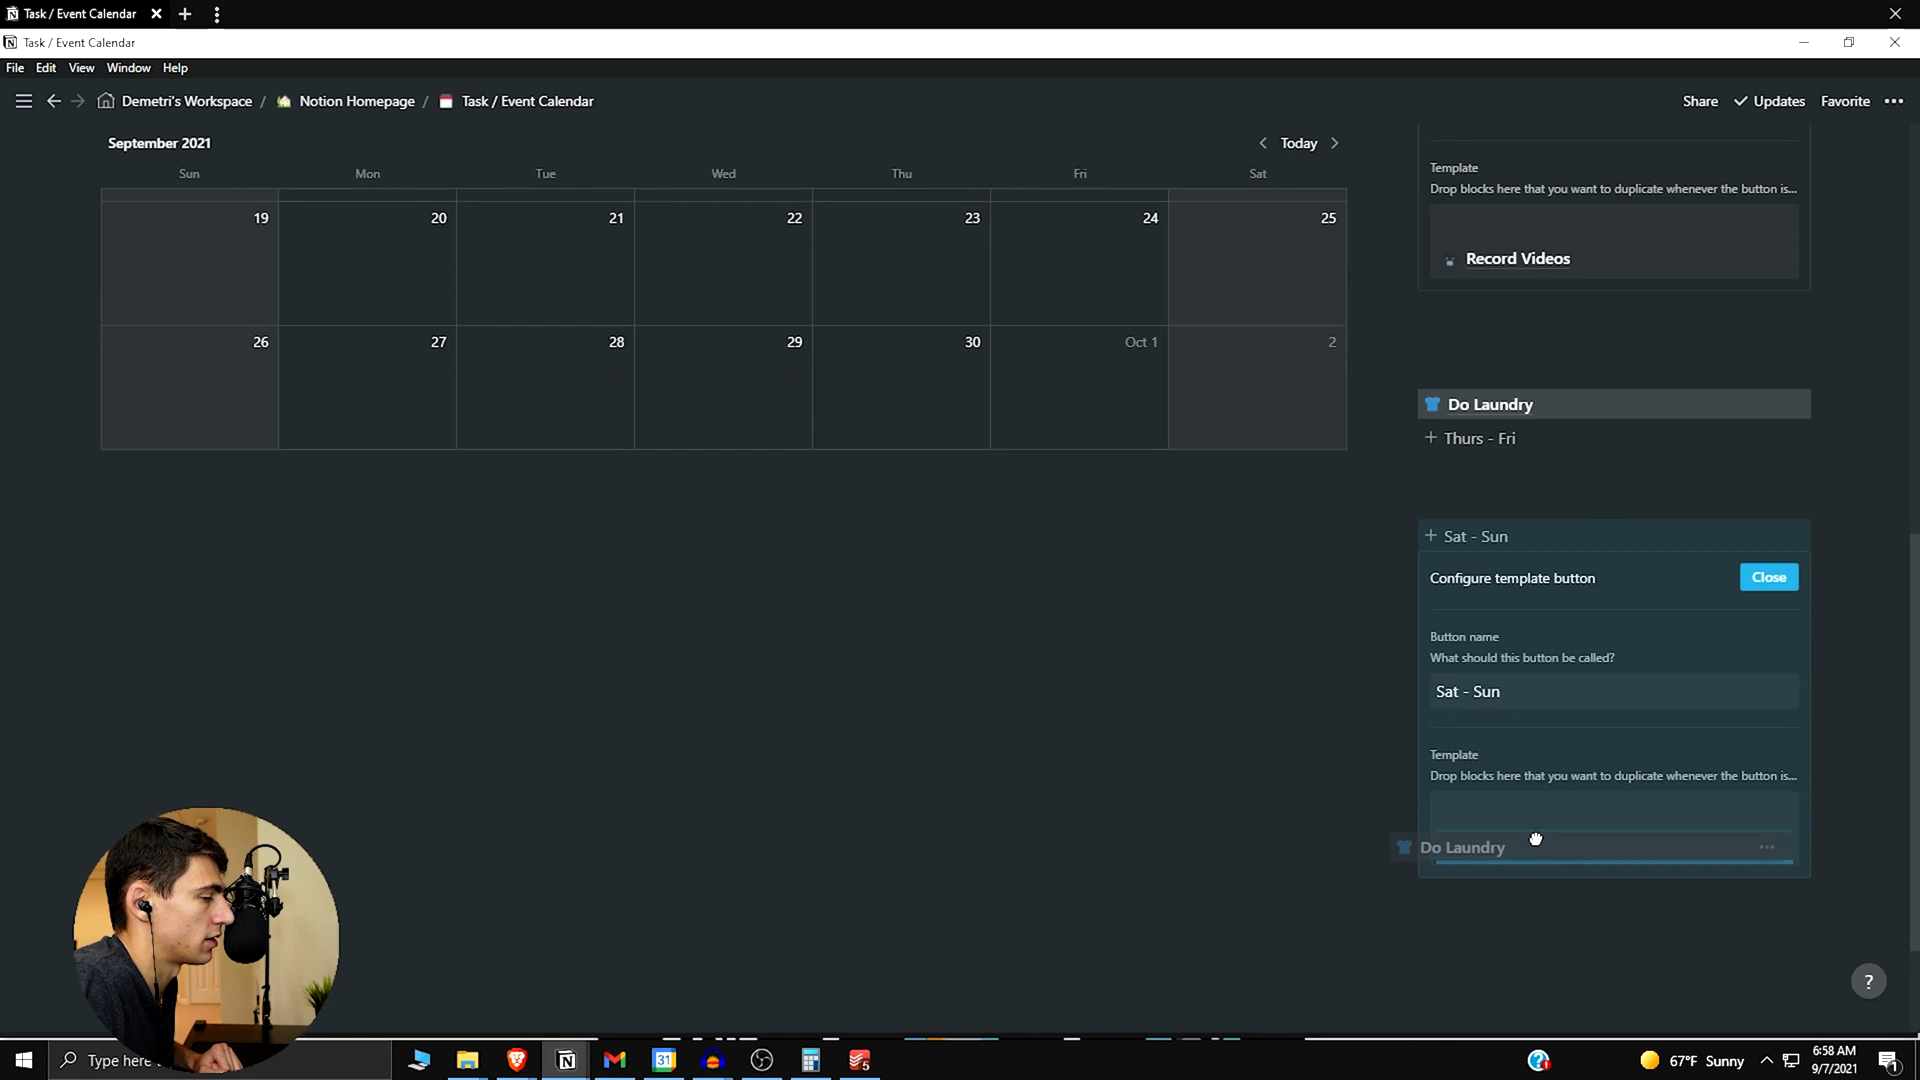 Task / Event Calendar
Task / Event Calendar
File Edit View Window Help
Demetri's Workspace / Notion Homepage / Task / Event Calendar
Share Updates Favorite
September 2021
Today
Sun Mon Tue Wed Thu Fri Sat
19 20 21 22 23 24 25
26 27 28 29 30 Oct 1 2
Template
Drop blocks here that you want to duplicate whenever the button is...
Record Videos
Do Laundry
+ Thurs - Fri
+ Sat - Sun
Configure template button
Close
Button name
What should this button be called?
Sat - Sun
Template
Drop blocks here that you want to duplicate whenever the button is...
Do Laundry
?
Type here
31
5
67°F Sunny
6:58 AM
9/7/2021
1